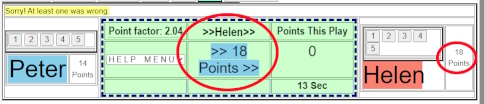 Sorry! At least one was wrong.
1 2 3 4 5
Peter
14
Points
Point factor: 2.04
HELP MENU
>>Helen>>
>> 18
Points >>
Points This Play
0
13 Sec
1 2 3 4
5
Helen
18
Points